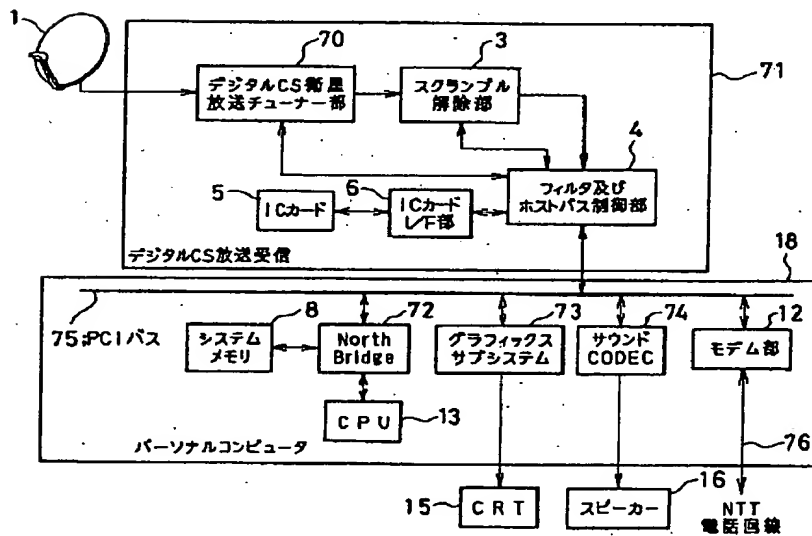 1
70
3
71
デジタルCS衛星
放送チューナー部
スクランブル
解除部
4
5
6
ICカード
ICカード
I/F部
フィルタ及び
ホストバス制御部
デジタルCS放送受信
18
75;PCIバス
8
72
73
74
12
システム
メモリ
North
Bridge
グラフィックス
サブシステム
サウンド
CODEC
モデム部
CPU
13
パーソナルコンピュータ
76
15
CRT
スピーカー
16
NTT
電話回線